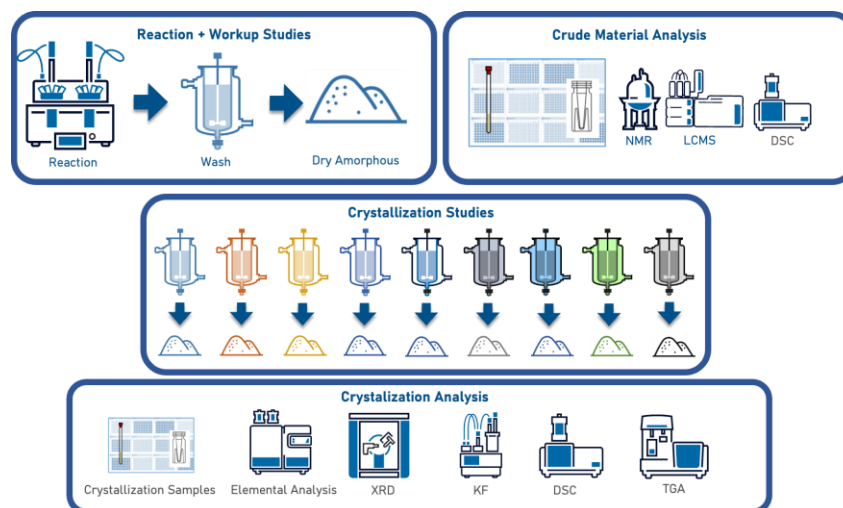 Reaction + Workup Studies
Reaction
Wash
Dry Amorphous
Crude Material Analysis
NMR
LCMS
DSC
Crystallization Studies
Crystalization Analysis
Crystallization Samples
Elemental Analysis
XRD
KF
DSC
TGA